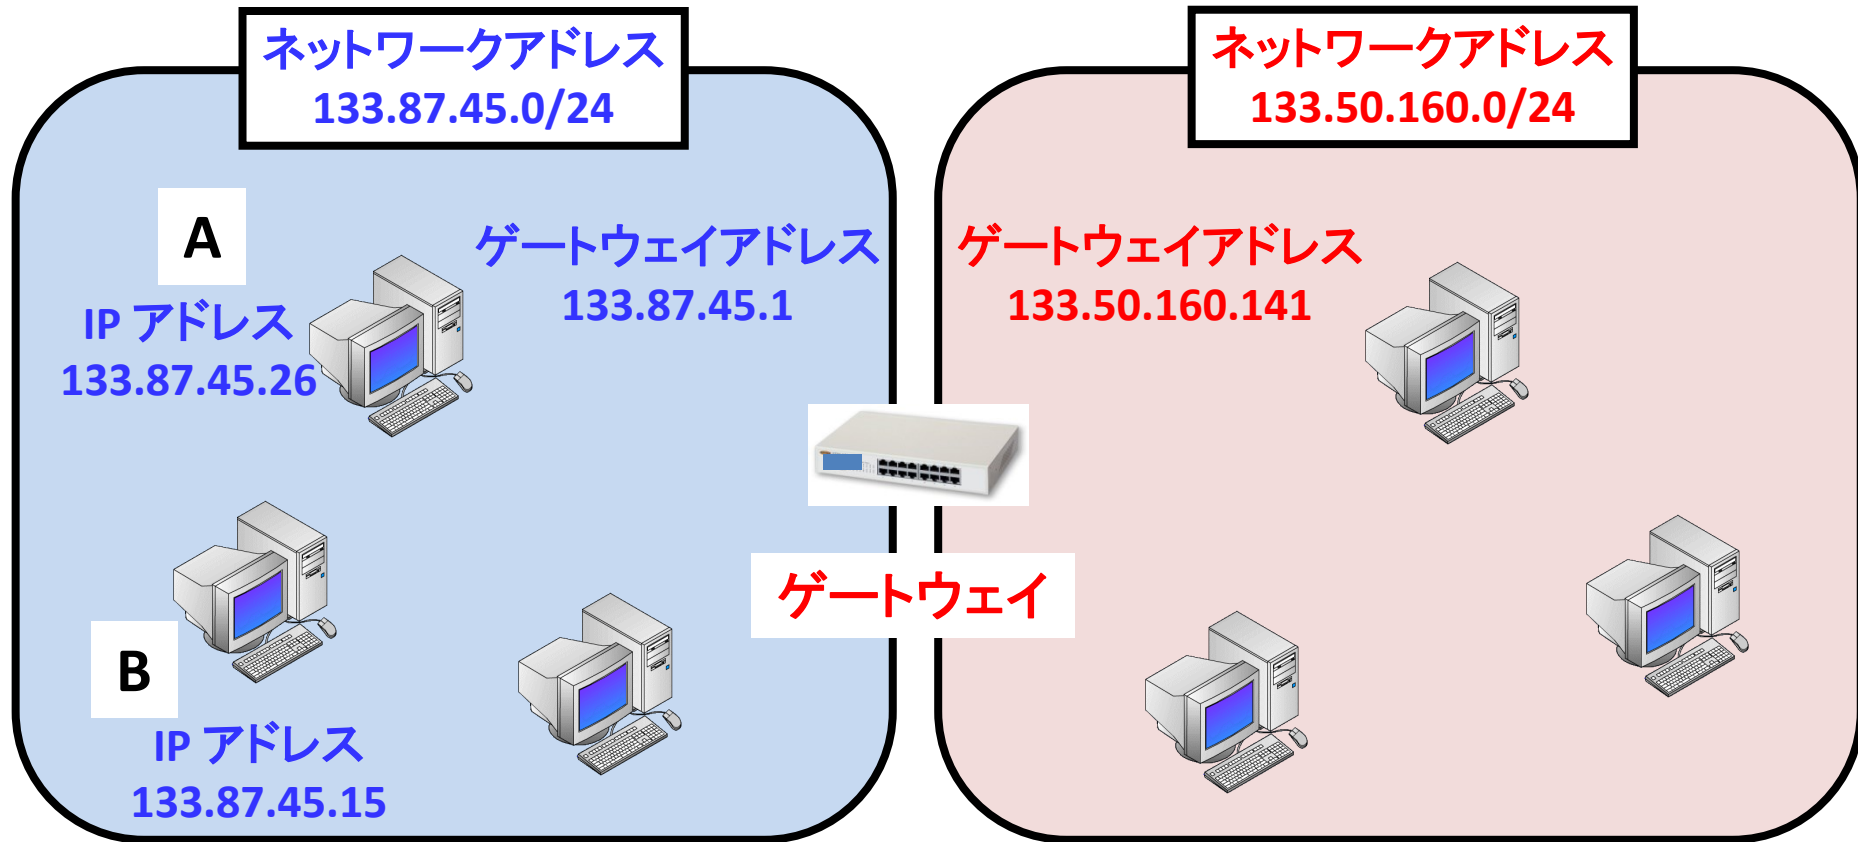 ネットワークアドレス
133.87.45.0/24
ネットワークアドレス
133.50.160.0/24
A
ゲートウェイアドレス
133.87.45.1
ゲートウェイアドレス
133.50.160.141
IP アドレス
133.87.45.26
ゲートウェイ
B
IP アドレス
133.87.45.15